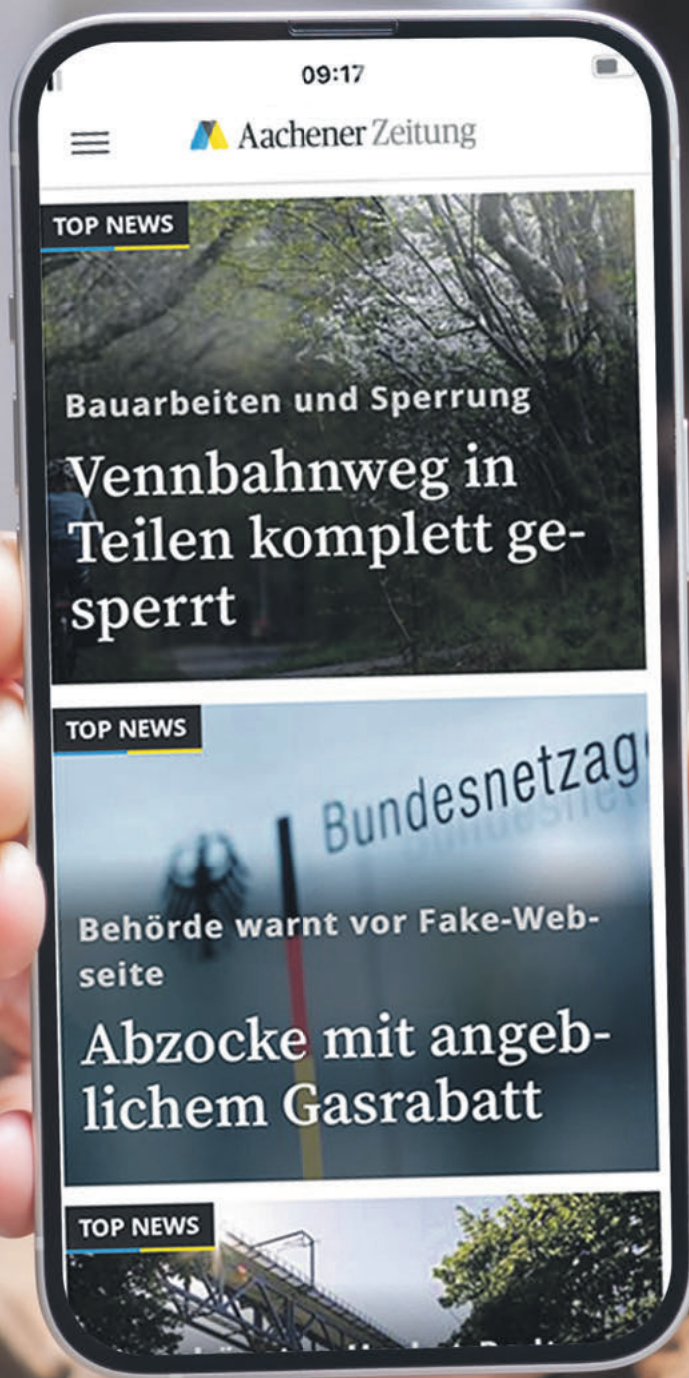 09:17
Aachener Zeitung
TOP NEWS
Bauarbeiten und Sperrung
Vennbahnweg in
Teilen komplett ge-
sperrt
TOP NEWS
Bundesnetzag
Behörde warnt vor Fake-Web-
seite
Abzocke mit angeb-
lichem Gasrabatt
TOP NEWS